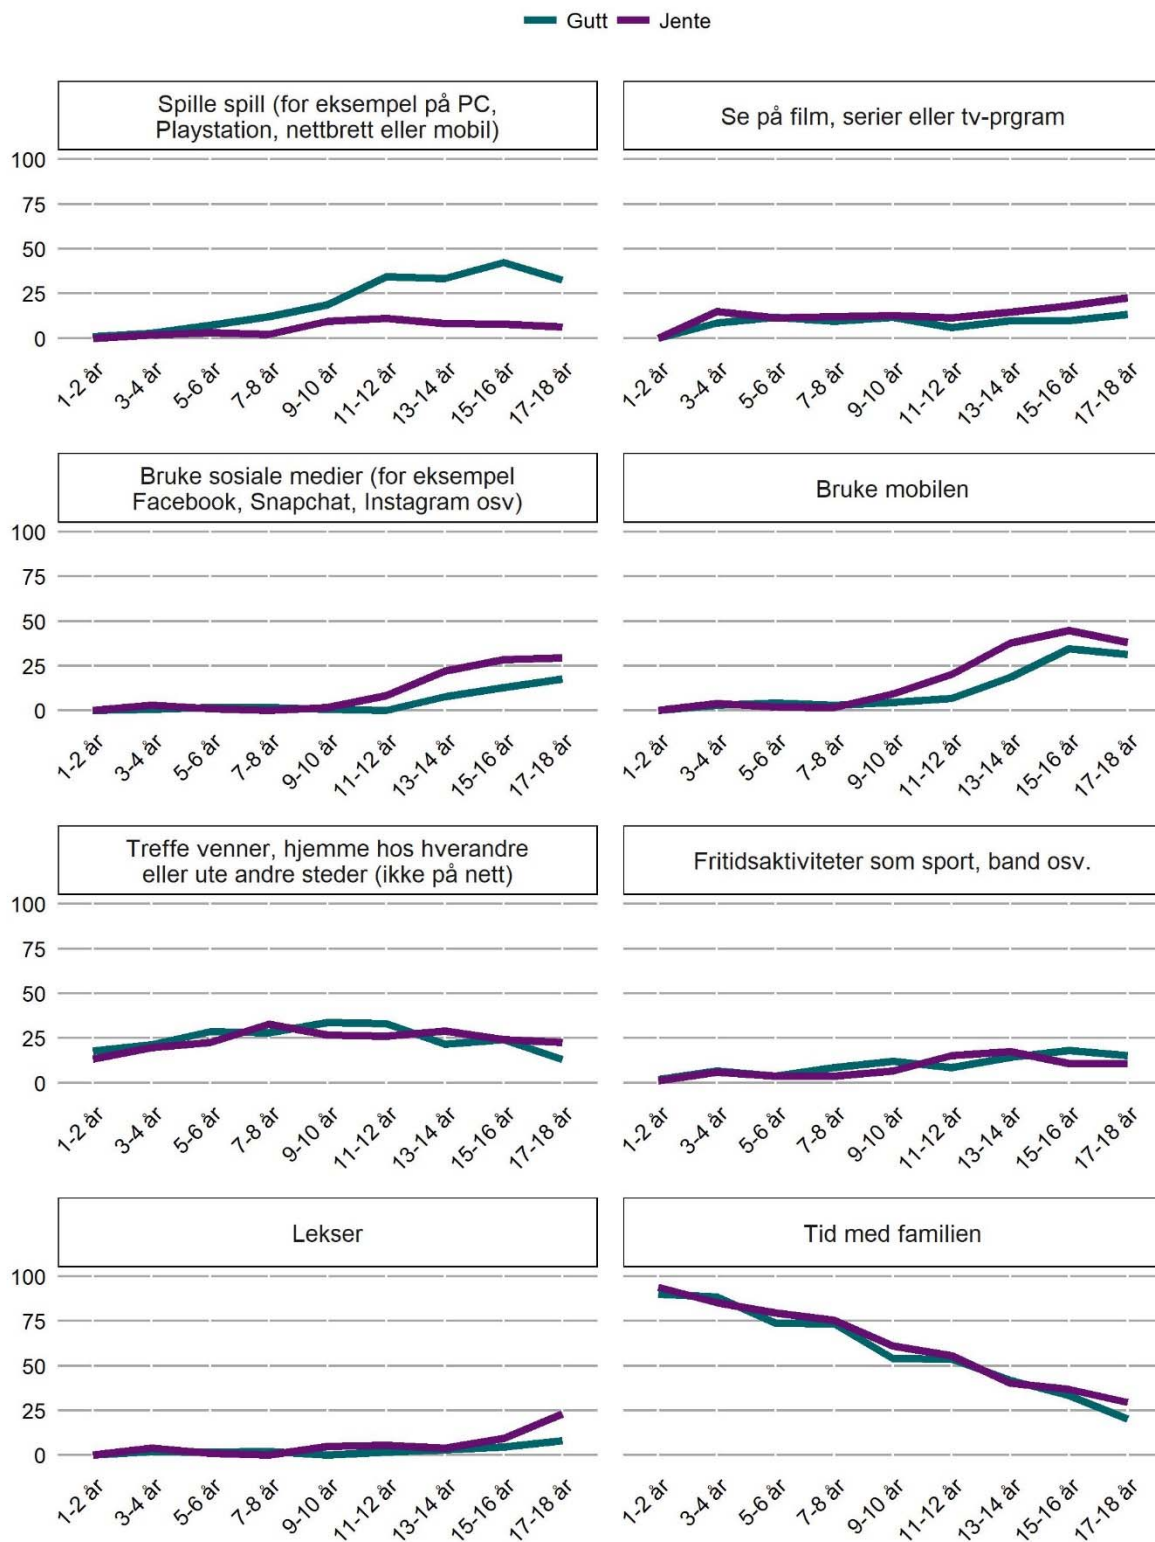 Gutt Jente
Spille spill (for eksempel på PC,
Playstation, nettbrett eller mobil)
100
75
50
25
0
1-2 år
3-4 år
5-6 år
7-8 år
9-10 år
11-12 år
13-14 år
15-16 år
17-18 år
Se på film, serier eller tv-prgram
1-2 år
3-4 år
5-6 år
7-8 år
9-10 år
11-12 år
13-14 år
15-16 år
17-18 år
Bruke sosiale medier (for eksempel
Facebook, Snapchat, Instagram osv)
100
75
50
25
0
1-2 år
3-4 år
5-6 år
7-8 år
9-10 år
11-12 år
13-14 år
15-16 år
17-18 år
Bruke mobilen
1-2 år
3-4 år
5-6 år
7-8 år
9-10 år
11-12 år
13-14 år
15-16 år
17-18 år
Treffe venner, hjemme hos hverandre
eller ute andre steder (ikke på nett)
100
75
50
25
0
1-2 år
3-4 år
5-6 år
7-8 år
9-10 år
11-12 år
13-14 år
15-16 år
17-18 år
Fritidsaktiviteter som sport, band osv.
1-2 år
3-4 år
5-6 år
7-8 år
9-10 år
11-12 år
13-14 år
15-16 år
17-18 år
Lekser
100
75
50
25
0
1-2 år
3-4 år
5-6 år
7-8 år
9-10 år
11-12 år
13-14 år
15-16 år
17-18 år
Tid med familien
1-2 år
3-4 år
5-6 år
7-8 år
9-10 år
11-12 år
13-14 år
15-16 år
17-18 år